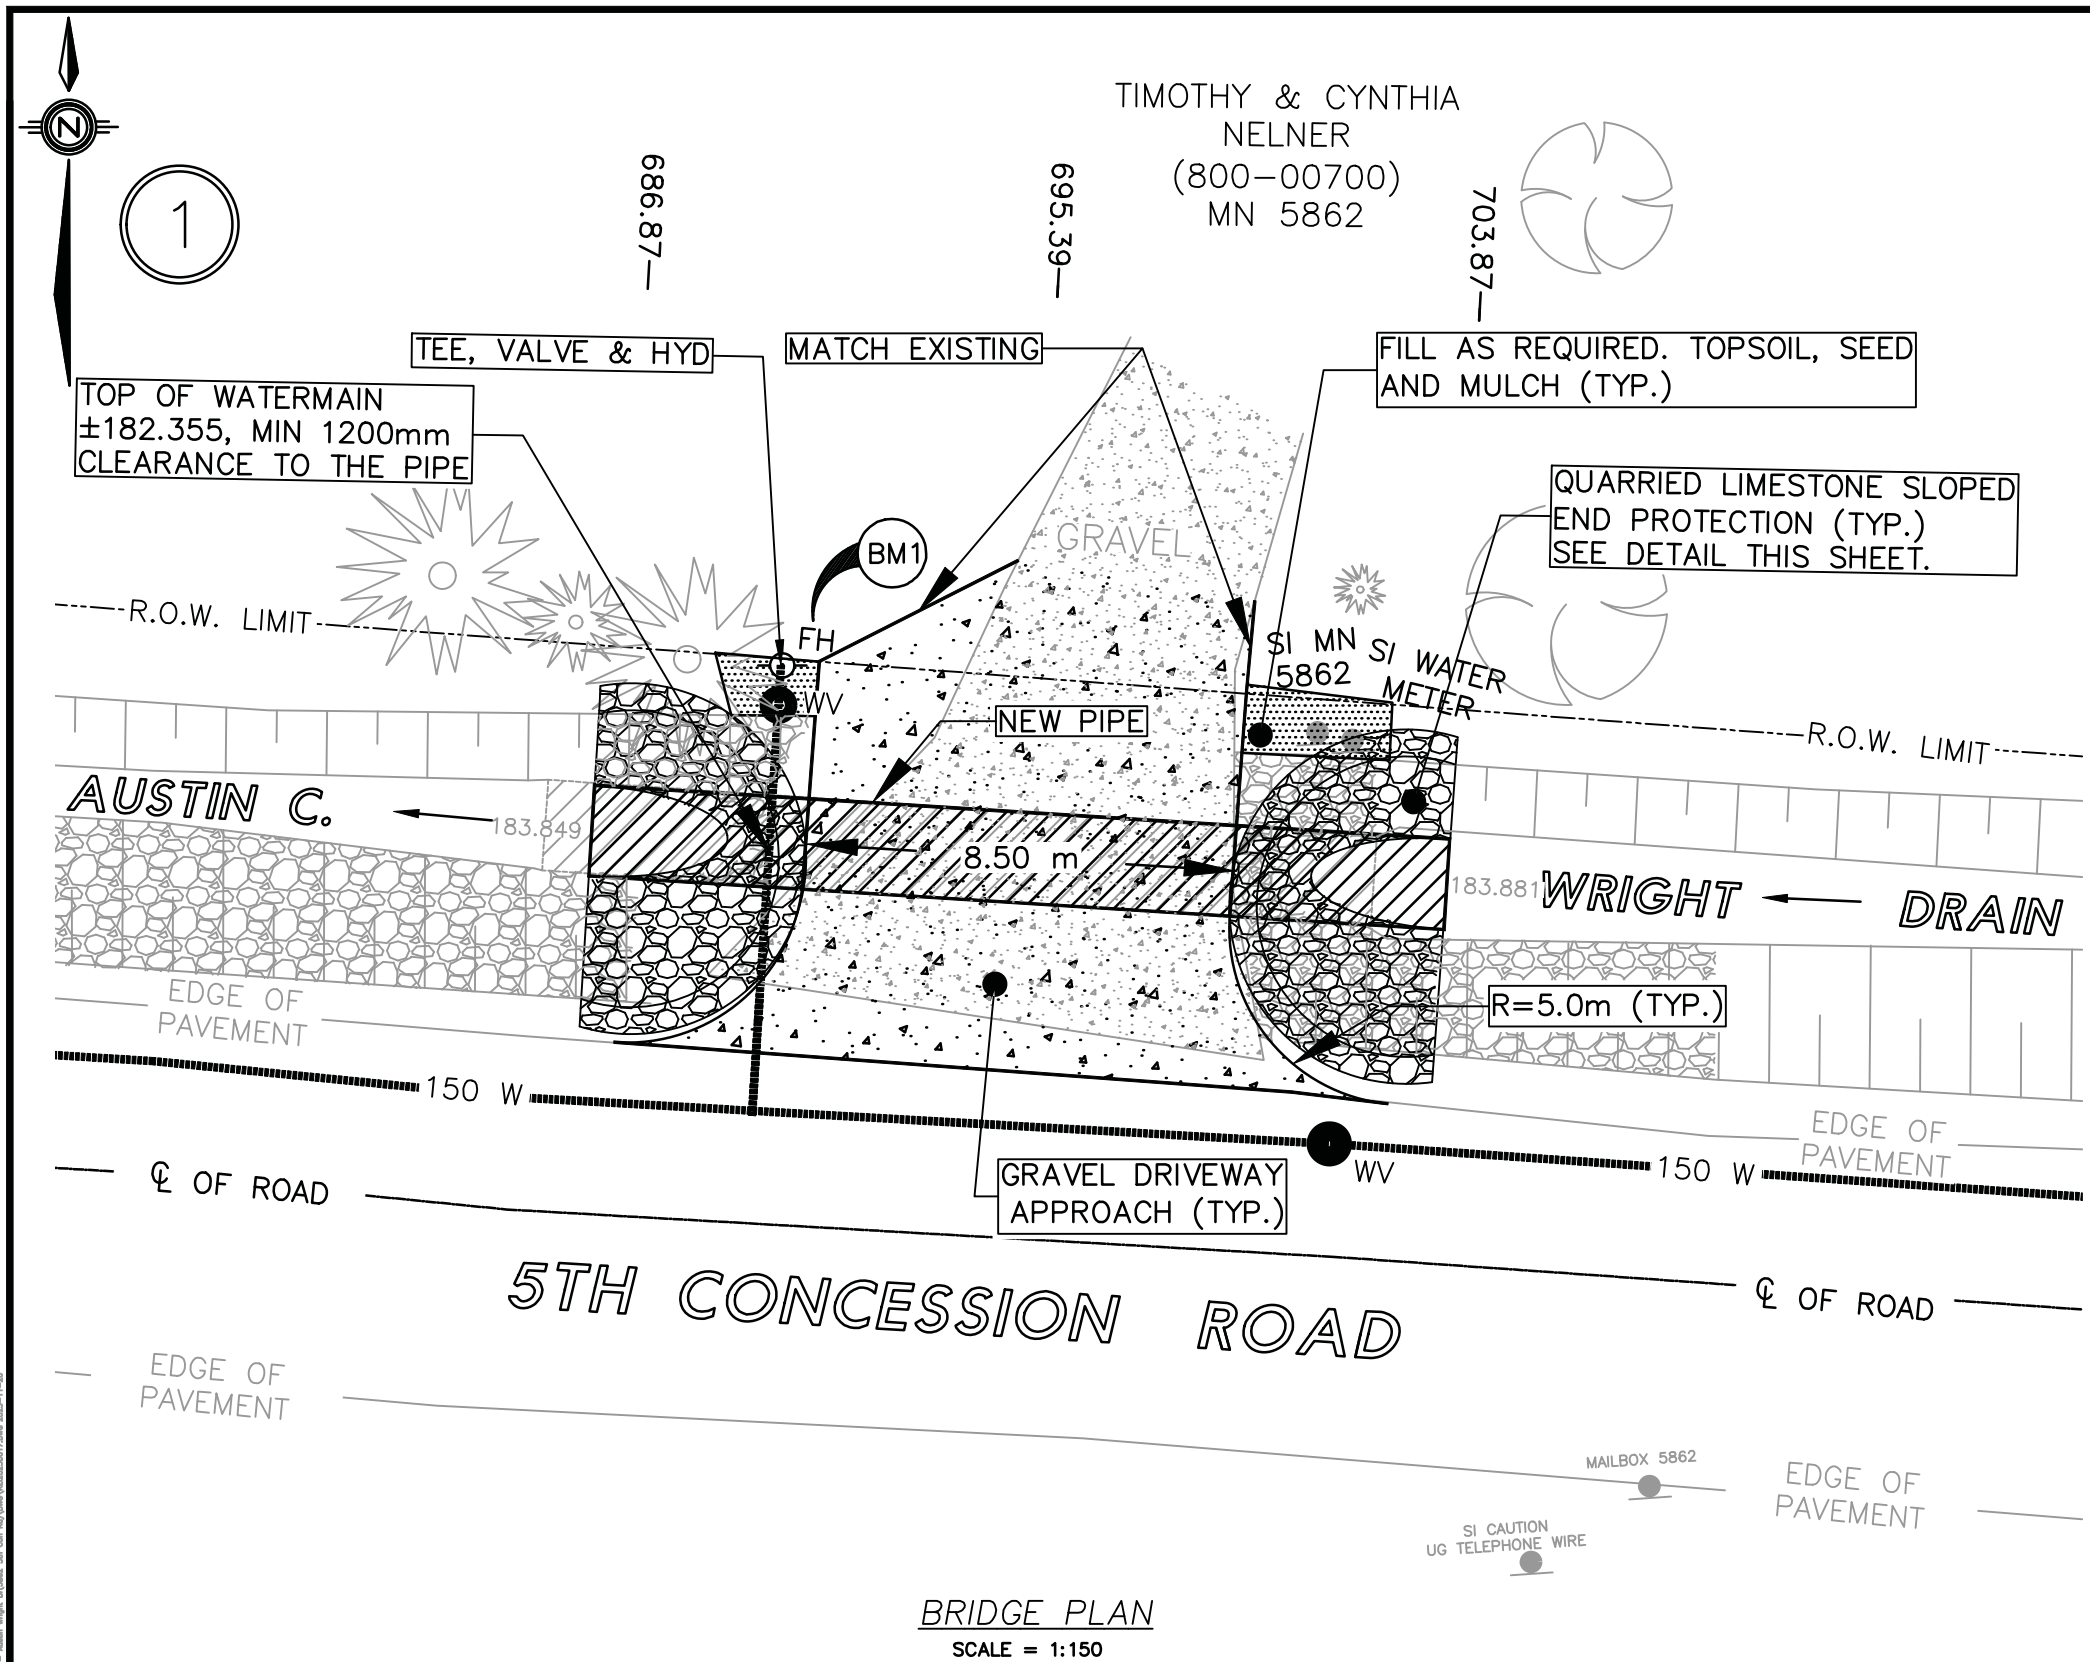 N
1
686.87
695.39
703.87
TIMOTHY & CYNTHIA
NELNER
(800-00700)
MN 5862
TEE, VALVE & HYD
MATCH EXISTING
FILL AS REQUIRED. TOPSOIL, SEED
AND MULCH (TYP.)
TOP OF WATERMAIN
±182.355, MIN 1200mm
CLEARANCE TO THE PIPE
QUARRIED LIMESTONE SLOPED
END PROTECTION (TYP.)
SEE DETAIL THIS SHEET.
BM1
GRAVEL
R.O.W. LIMIT
FH
WV
SI MN
5862
SI WATER
METER
NEW PIPE
R.O.W. LIMIT
AUSTIN C.
183.849
8.50 m
183.881
WRIGHT
DRAIN
EDGE OF
PAVEMENT
R=5.0m (TYP.)
150 W
EDGE OF
PAVEMENT
150 W
WV
GRAVEL DRIVEWAY
APPROACH (TYP.)
℄ OF ROAD
℄ OF ROAD
5TH CONCESSION ROAD
EDGE OF
PAVEMENT
MAILBOX 5862
EDGE OF
PAVEMENT
SI CAUTION
UG TELEPHONE WIRE
BRIDGE PLAN
SCALE = 1:150